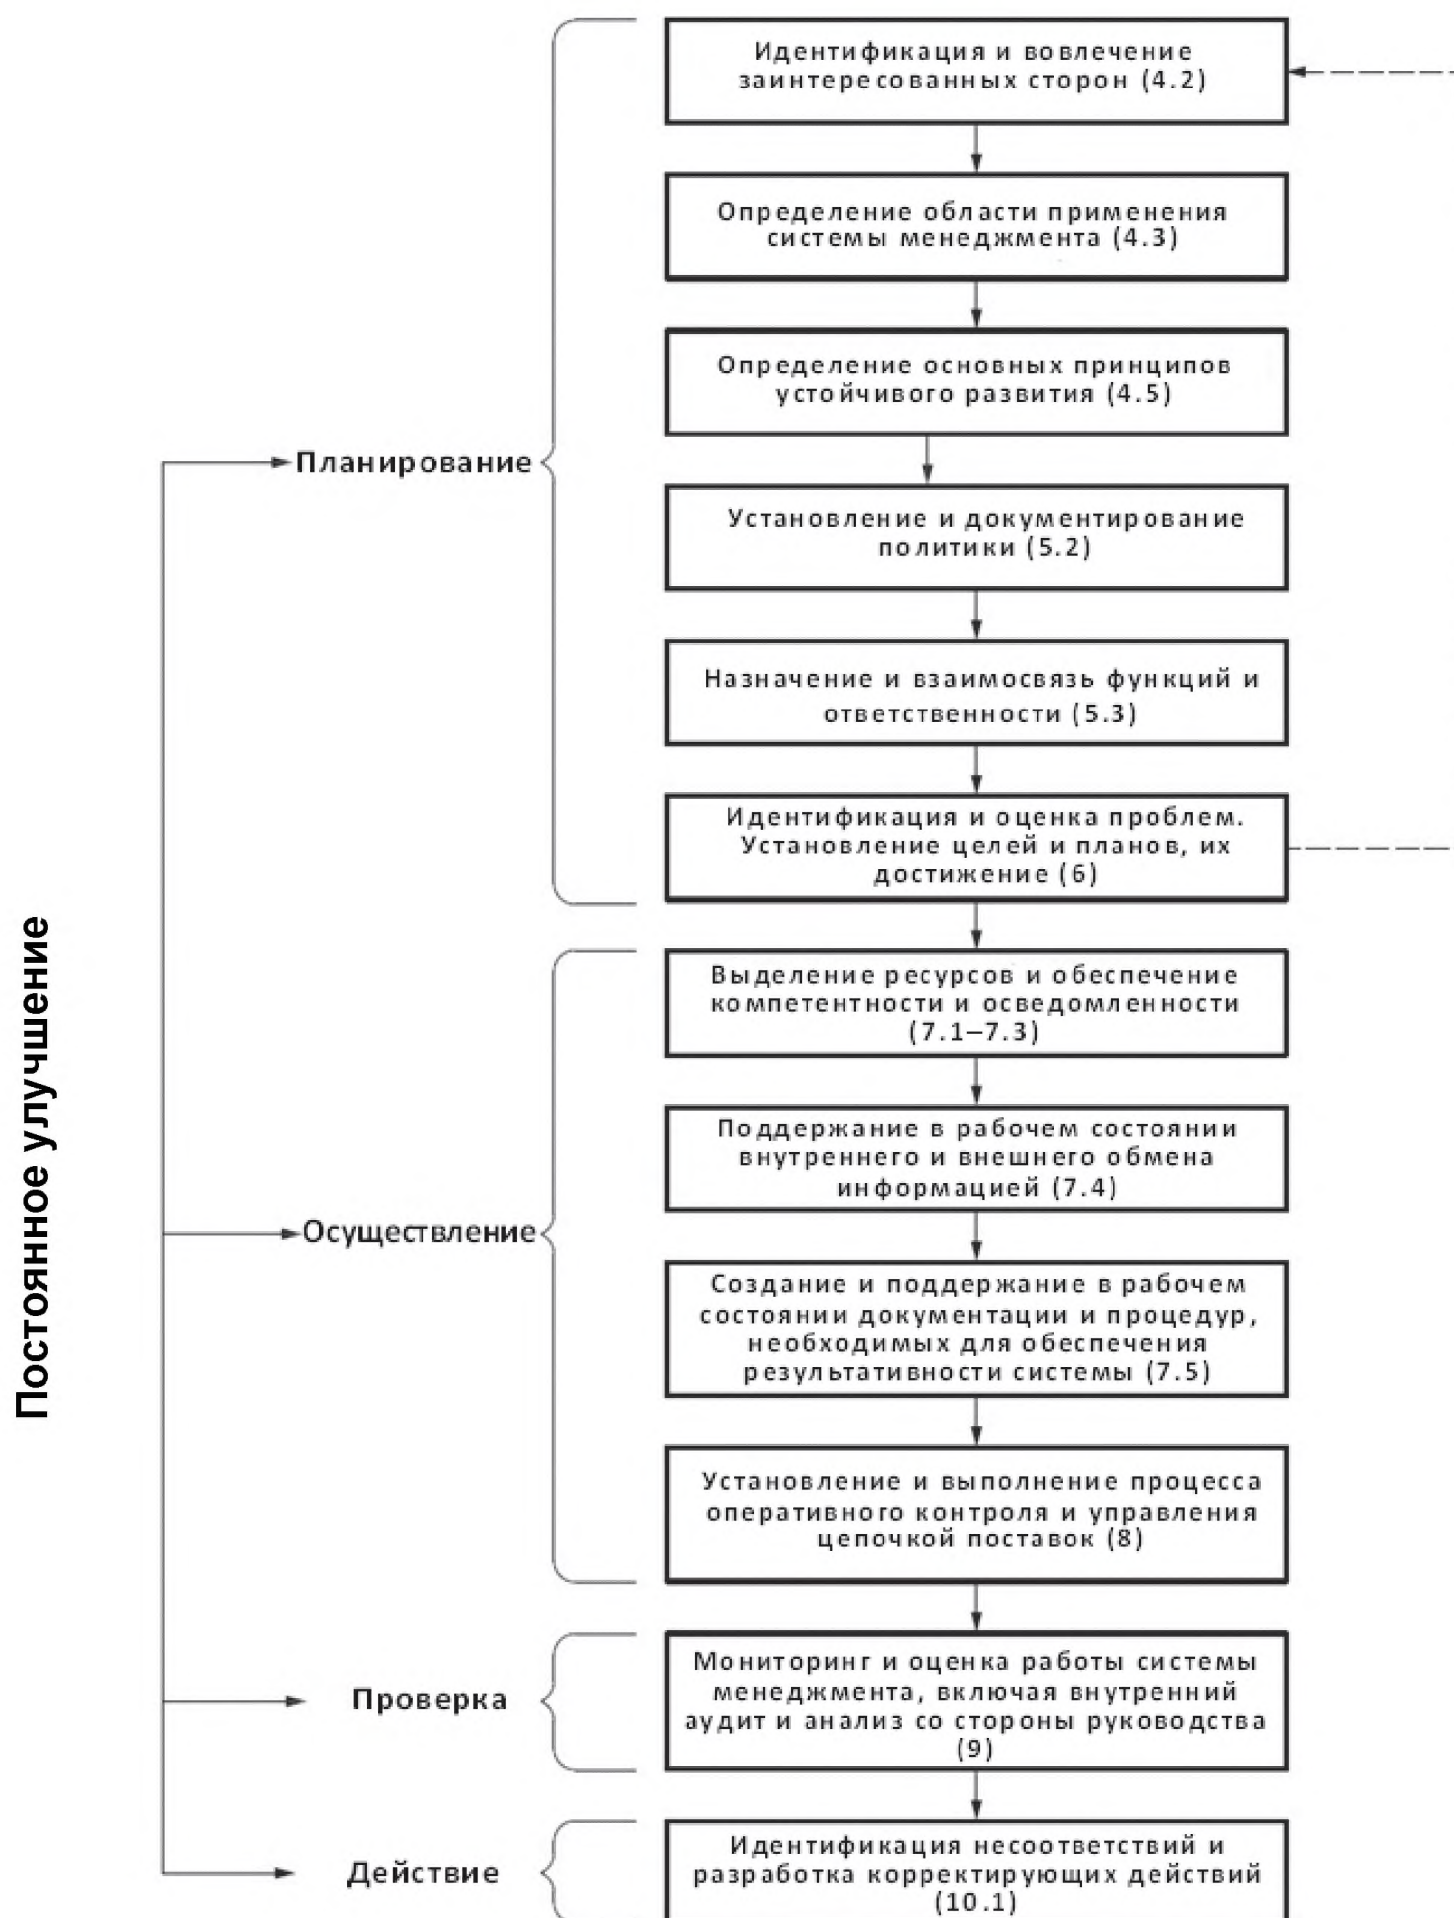 Идентификация и вовлечение
заинтересованных сторон (4.2)
Определение области применения
системы менеджмента (4.3)
Определение основных принципов
устойчивого развития (4.5)
Планирование
Установление и документирование
политики (5.2)
Назначение и взаимосвязь функций и
ответственности (5.3)
Идентификация и оценка проблем.
Установление целей и планов, их
достижение (6)
Постоянное улучшение
Выделение ресурсов и обеспечение
компетентности и осведомленности
(7.1–7.3)
Поддержание в рабочем состоянии
внутреннего и внешнего обмена
информацией (7.4)
Осуществление
Создание и поддержание в рабочем
состоянии документации и процедур,
необходимых для обеспечения
результативности системы (7.5)
Установление и выполнение процесса
оперативного контроля и управления
цепочкой поставок (8)
Проверка
Мониторинг и оценка работы системы
менеджмента, включая внутренний
аудит и анализ со стороны руководства
(9)
Действие
Идентификация несоответствий и
разработка корректирующих действий
(10.1)